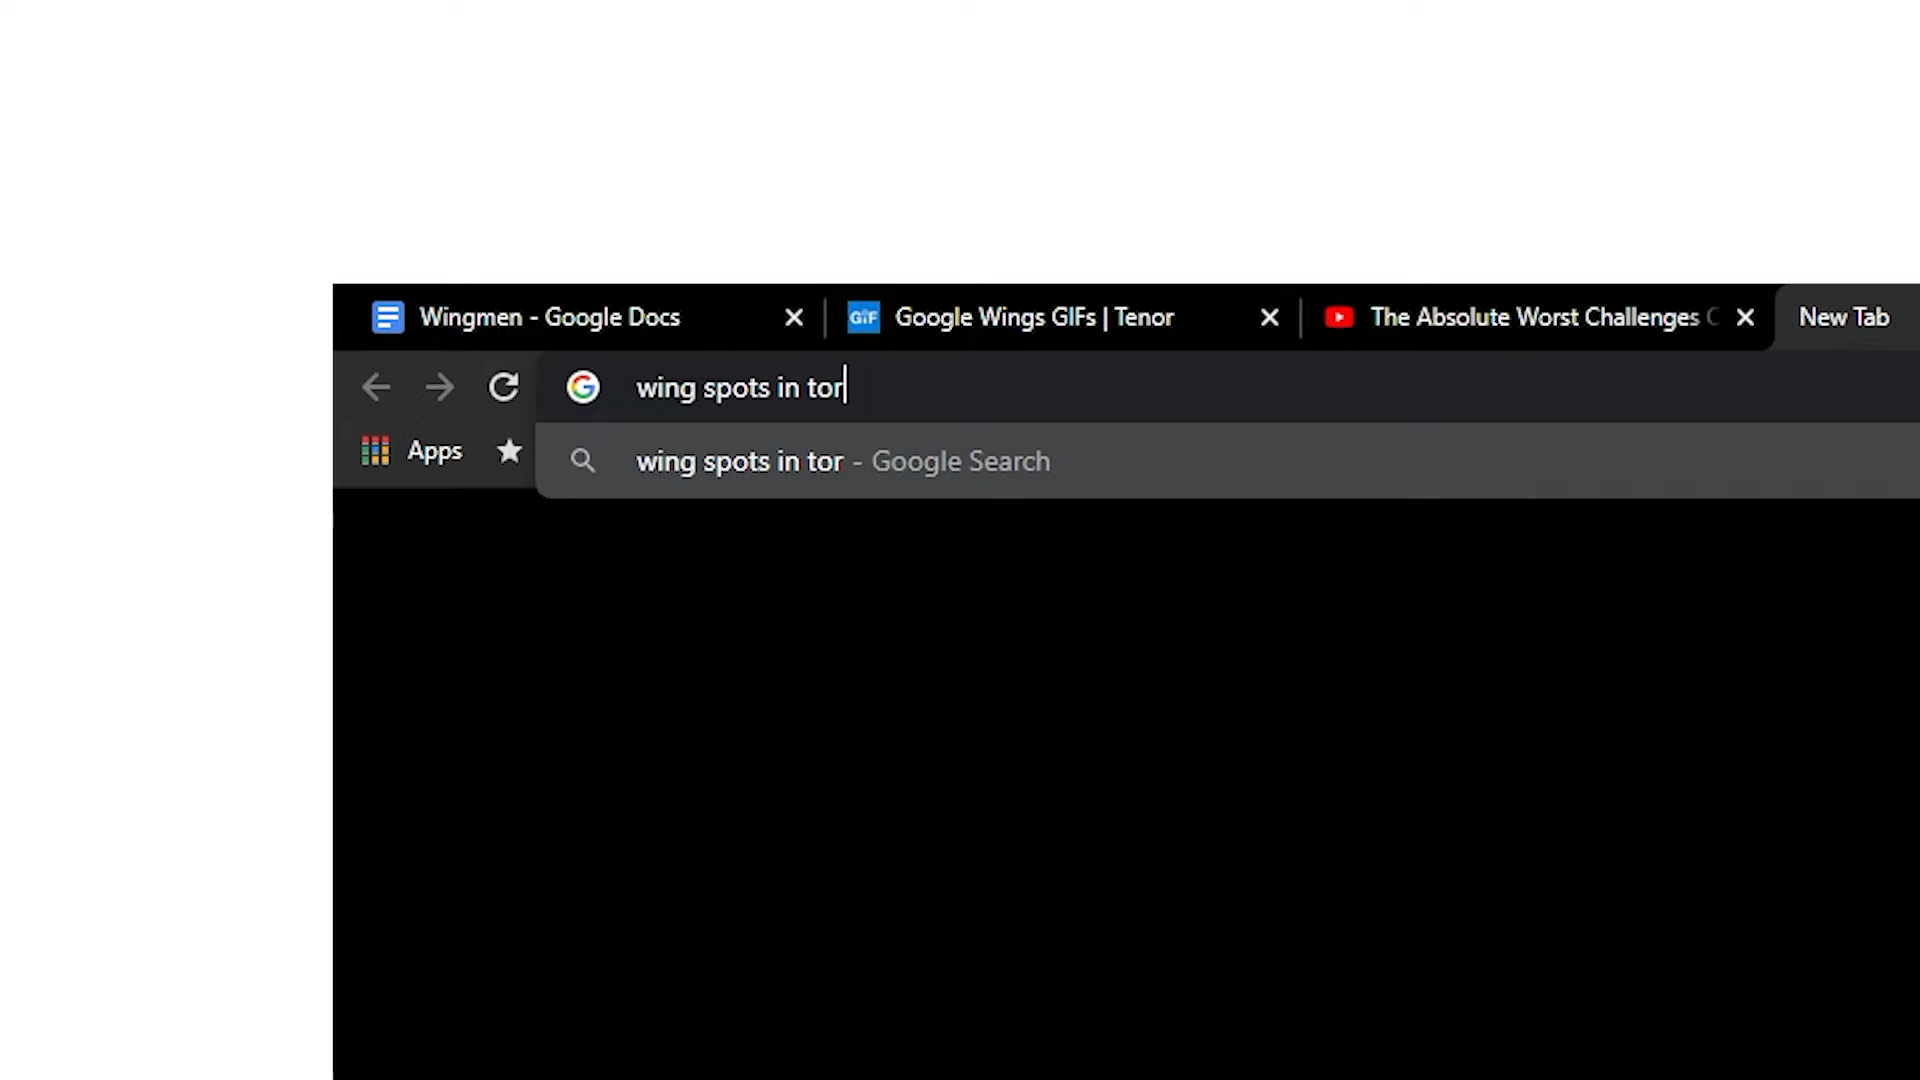 Wingmen - Google Docs
GIF Google Wings GIFs | Tenor
The Absolute Worst Challenges
New Tab
wing spots in tor
Apps
wing spots in tor - Google Search